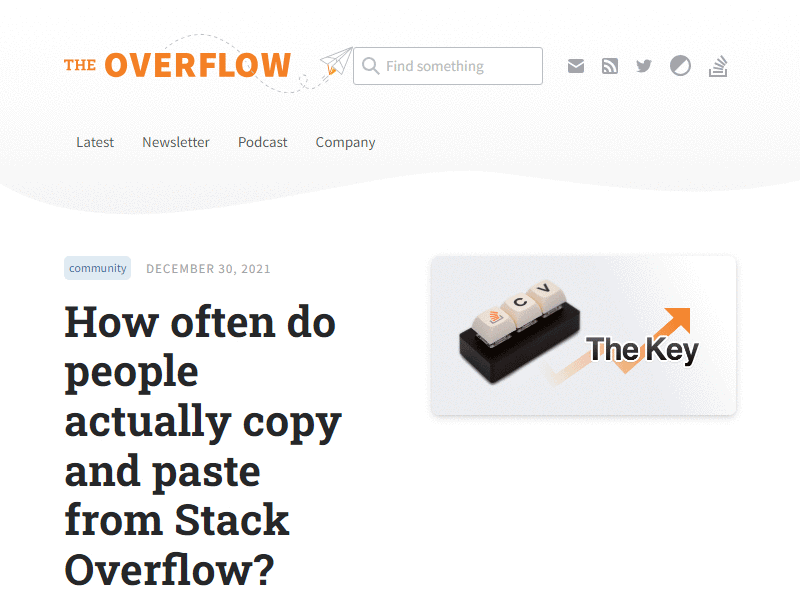 THE OVERFLOW
Find something
Latest Newsletter Podcast Company
community DECEMBER 30, 2021
How often do
people
actually copy
and paste
from Stack
Overflow?
C V
The Key